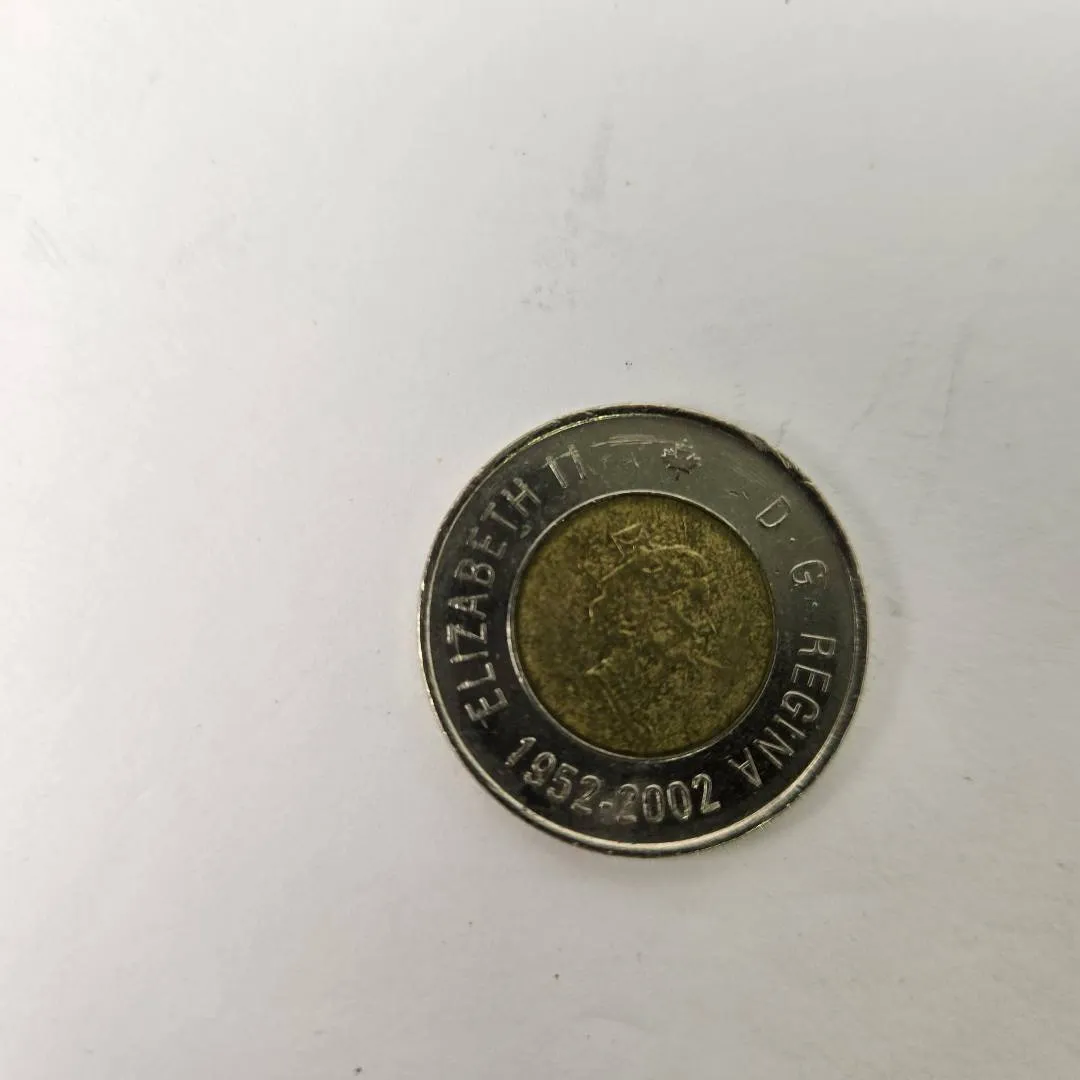 ELIZABETH II
D·G·REGINA
1952-2002